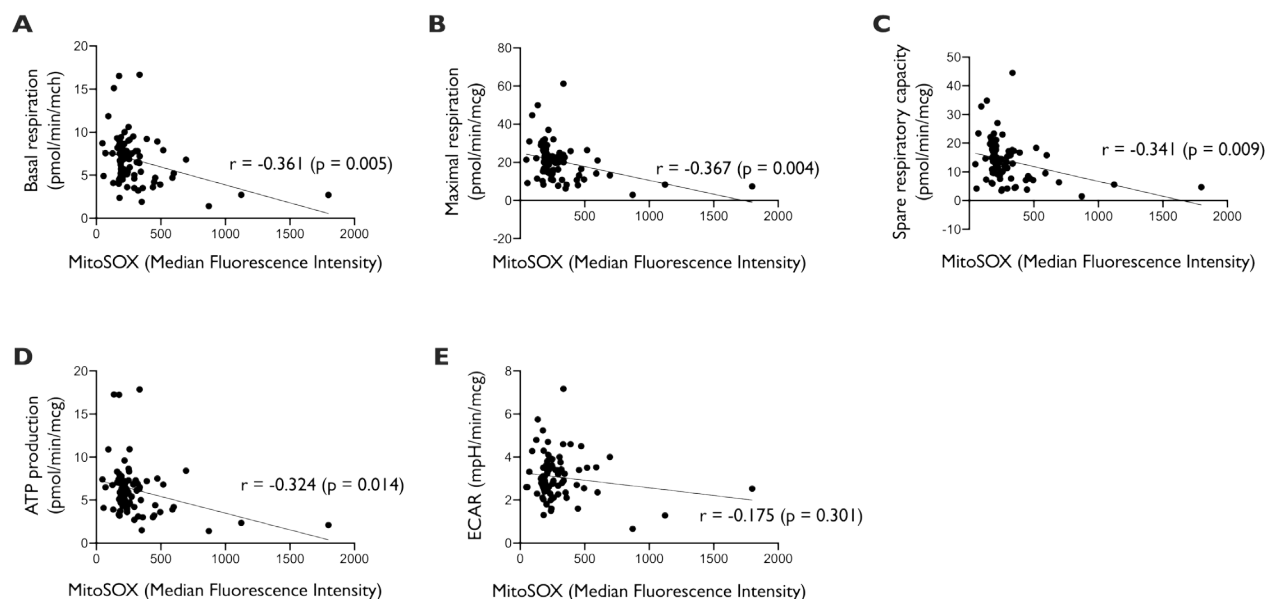 A
Basal respiration
(pmol/min/mch)
20
15
10
5
0
0 500 1000 1500 2000
r = -0.361 (p = 0.005)
MitoSOX (Median Fluorescence Intensity)
B
Maximal respiration
(pmol/min/mcg)
80
60
40
20
0
-20
500 1000 1500 2000
r = -0.367 (p = 0.004)
MitoSOX (Median Fluorescence Intensity)
C
Spare respiratory capacity
(pmol/min/mcg)
50
40
30
20
10
0
-10
500 1000 1500 2000
r = -0.341 (p = 0.009)
MitoSOX (Median Fluorescence Intensity)
D
ATP production
(pmol/min/mcg)
20
15
10
5
0
0 500 1000 1500 2000
r = -0.324 (p = 0.014)
MitoSOX (Median Fluorescence Intensity)
E
ECAR (mpH/min/mcg)
8
6
4
2
0
0 500 1000 1500 2000
r = -0.175 (p = 0.301)
MitoSOX (Median Fluorescence Intensity)